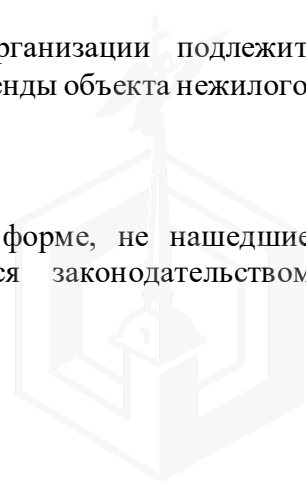 рганизации подлежит
енды объекта нежилого
форме, не нашедшие
ся законодательством